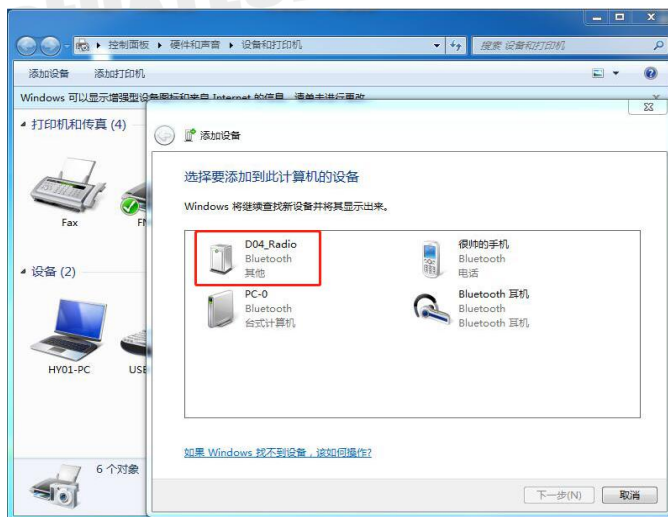 控制面板 ▸ 硬件和声音 ▸ 设备和打印机
搜索 设备和打印机
添加设备 添加打印机
Windows 可以显示增强型设备图标和来自 Internet 的信息。请单击进行更改
打印机和传真 (4)
添加设备
选择要添加到此计算机的设备
Windows 将继续查找新设备并将其显示出来。
Fax
D04_Radio
Bluetooth
其他
很帅的手机
Bluetooth
电话
设备 (2)
PC-0
Bluetooth
台式计算机
Bluetooth 耳机
Bluetooth
Bluetooth 耳机
HY01-PC
如果 Windows 找不到设备，该如何操作?
6 个对象
下一步(N) 取消